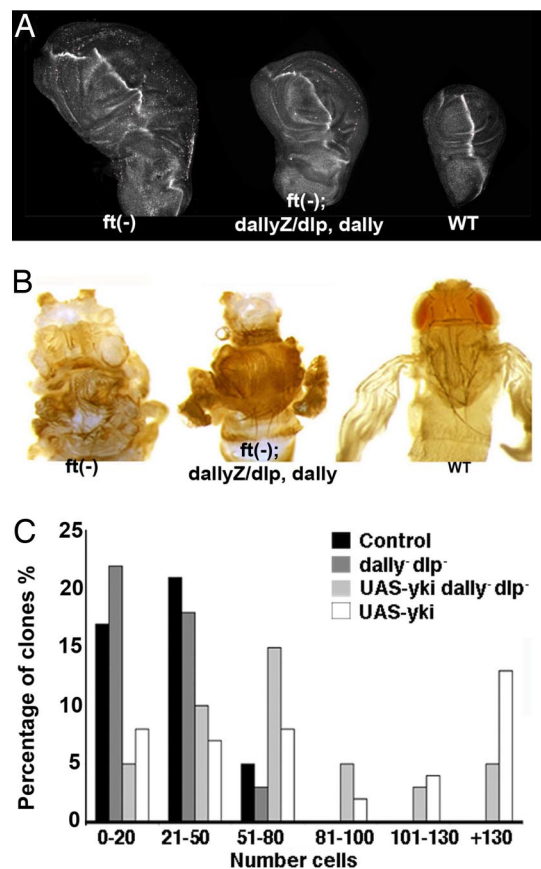 A
ft(-)
ft(-);
dallyZ/dlp, dally
WT
B
ft(-)
ft(-);
dallyZ/dlp, dally
WT
C
25
20
15
10
5
0
Percentage of clones %
Control
dally⁻ dlp⁻
UAS-yki dally⁻ dlp⁻
UAS-yki
0-20 21-50 51-80 81-100 101-130 +130
Number cells